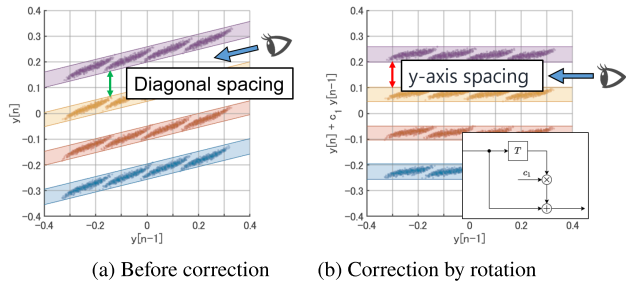 0.4
0.3
0.2
0.1
0
-0.1
-0.2
-0.3
-0.4
y[n]
-0.4
-0.2
0
0.2
0.4
y[n−1]
Diagonal spacing
0.4
0.3
0.2
0.1
0
-0.1
-0.2
-0.3
-0.4
y[n] + c₁ y[n−1]
-0.4
-0.2
0
0.2
0.4
y[n−1]
y-axis spacing
T
c₁
(a) Before correction
(b) Correction by rotation